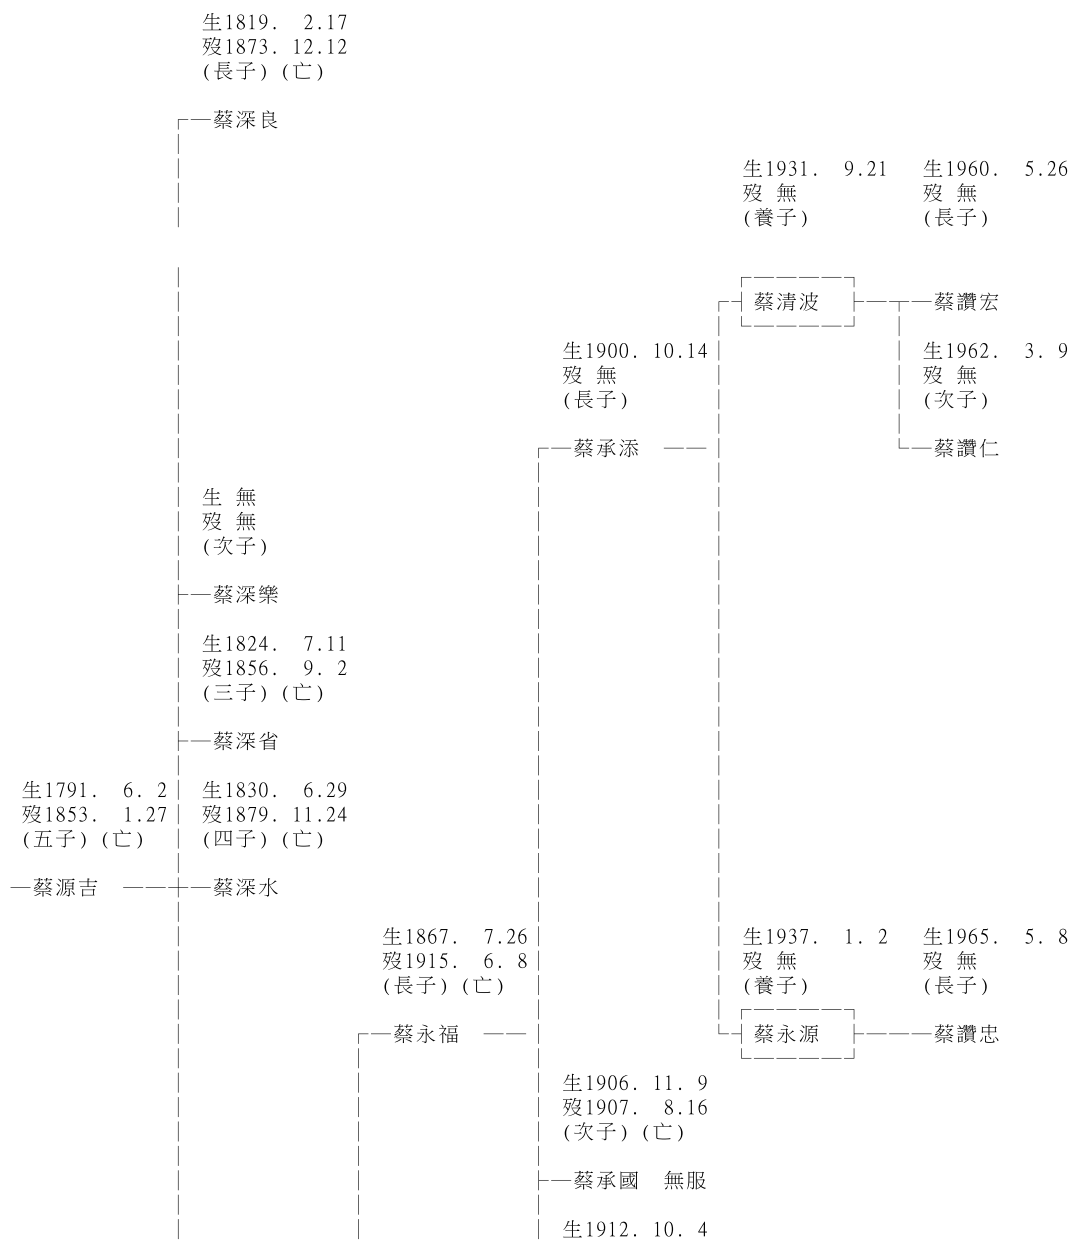 生1819. 2.17
歿1873. 12.12
(長子) (亡)
蔡深良
生1931. 9.21 生1960. 5.26
歿 無 歿 無
(養子) (長子)
蔡清波 蔡讚宏
生1900. 10.14 生1962. 3. 9
歿 無 歿 無
(長子) (次子)
蔡承添 蔡讚仁
生 無
歿 無
(次子)
蔡深樂
生1824. 7.11
歿1856. 9. 2
(三子) (亡)
蔡深省
生1791. 6. 2 生1830. 6.29
歿1853. 1.27 歿1879. 11.24
(五子) (亡) (四子) (亡)
蔡源吉 蔡深水
生1867. 7.26 生1937. 1. 2 生1965. 5. 8
歿1915. 6. 8 歿 無 歿 無
(長子) (亡) (養子) (長子)
蔡永福 蔡永源 蔡讚忠
生1906. 11. 9
歿1907. 8.16
(次子) (亡)
蔡承國 無服
生1912. 10. 4